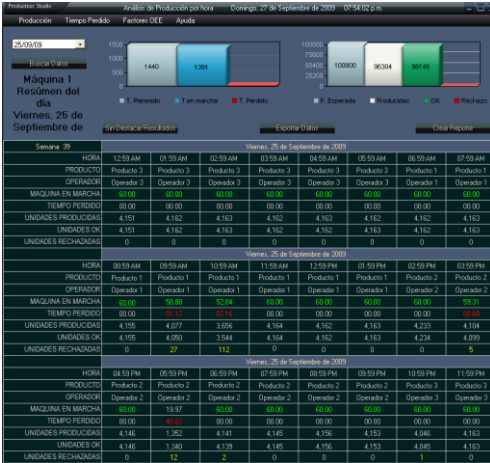 Production Studio Análisis de Producción por hora Domingo, 27 de Septiembre de 2009 07:54:02 p.m.
Producción Tiempo Perdido Factores OEE Ayuda
25/09/09
Buscar Datos
Máquina 1
Resúmen del
día
Viernes, 25 de
Septiembre de
1500
1000
500
0
1440
1391
T. Planeado T.en marcha T. Perdido
100800
75600
50400
25200
0
100800
96304
96146
P. Esperada Producidas OK Rechazo
Sin Destacar Resultados Exportar Datos Cerar Reporte
Semana 39 Viernes, 25 de Septiembre de 2009
HORA 12:59 AM 01:59 AM 02:59 AM 03:59 AM 04:59 AM 05:59 AM 06:59 AM 07:59 AM
PRODUCTO Producto 3 Producto 3 Producto 3 Producto 3 Producto 3 Producto 3 Producto 1 Producto 1
OPERADOR Operador 3 Operador 3 Operador 3 Operador 3 Operador 3 Operador 3 Operador 1 Operador 1
MAQUINA EN MARCHA 60.00 60.00 60.00 60.00 60.00 60.00 60.00 60.00
TIEMPO PERDIDO 00.00 00.00 00.00 00.00 00.00 00.00 00.00 00.00
UNIDADES PRODUCIDAS 4,151 4,162 4,163 4,162 4,163 4,162 4,163 4,163
UNIDADES OK 4,151 4,162 4,163 4,162 4,163 4,162 4,163 4,163
UNIDADES RECHAZADAS 0 0 0 0 0 0 0 0
Viernes, 25 de Septiembre de 2009
HORA 08:59 AM 09:59 AM 10:59 AM 11:59 AM 12:59 PM 01:59 PM 02:59 PM 03:59 PM
PRODUCTO Producto 1 Producto 1 Producto 1 Producto 1 Producto 1 Producto 1 Producto 2 Producto 2
OPERADOR Operador 1 Operador 1 Operador 1 Operador 1 Operador 1 Operador 1 Operador 2 Operador 2
MAQUINA EN MARCHA 60.00 58.88 52.84 60.00 60.00 60.00 60.00 59.31
TIEMPO PERDIDO 00.00 01.12 07.16 00.00 00.00 00.00 00.00 00.69
UNIDADES PRODUCIDAS 4,155 4,077 3,656 4,164 4,162 4,163 4,233 4,104
UNIDADES OK 4,155 4,050 3,544 4,164 4,162 4,163 4,234 4,099
UNIDADES RECHAZADAS 0 27 112 0 0 0 0 5
Viernes, 25 de Septiembre de 2009
HORA 04:59 PM 05:59 PM 06:59 PM 07:59 PM 08:59 PM 09:59 PM 10:59 PM 11:59 PM
PRODUCTO Producto 2 Producto 2 Producto 2 Producto 2 Producto 2 Producto 2 Producto 3 Producto 3
OPERADOR Operador 2 Operador 2 Operador 2 Operador 2 Operador 2 Operador 2 Operador 3 Operador 3
MAQUINA EN MARCHA 60.00 19.97 60.00 60.00 60.00 60.00 60.00 60.00
TIEMPO PERDIDO 00.00 40.03 00.00 00.00 00.00 00.00 00.00 00.00
UNIDADES PRODUCIDAS 4,146 1,352 4,141 4,145 4,156 4,153 4,046 4,163
UNIDADES OK 4,146 1,340 4,139 4,145 4,156 4,153 4,045 4,163
UNIDADES RECHAZADAS 0 12 2 0 0 0 1 0